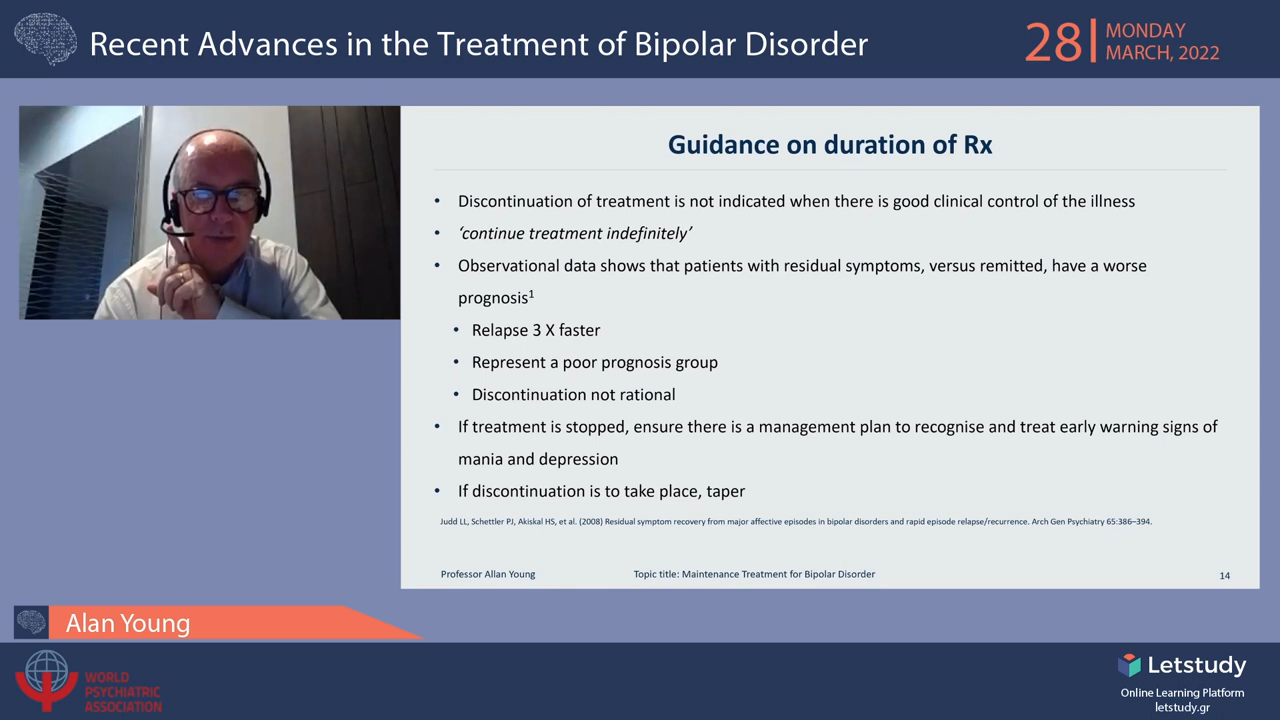 Recent Advances in the Treatment of Bipolar Disorder
28
MONDAY
MARCH, 2022
Guidance on duration of Rx
• Discontinuation of treatment is not indicated when there is good clinical control of the illness
• ‘continue treatment indefinitely’
• Observational data shows that patients with residual symptoms, versus remitted, have a worse
prognosis1
• Relapse 3 X faster
• Represent a poor prognosis group
• Discontinuation not rational
• If treatment is stopped, ensure there is a management plan to recognise and treat early warning signs of
mania and depression
• If discontinuation is to take place, taper
Judd LL, Schettler PJ, Akiskal HS, et al. (2008) Residual symptom recovery from major affective episodes in bipolar disorders and rapid episode relapse/recurrence. Arch Gen Psychiatry 65:386–394.
Professor Allan Young
Topic title: Maintenance Treatment for Bipolar Disorder
14
Alan Young
WORLD
PSYCHIATRIC
ASSOCIATION
Letstudy
Online Learning Platform
letstudy.gr